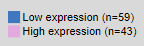 Low expression (n=59)
High expression (n=43)